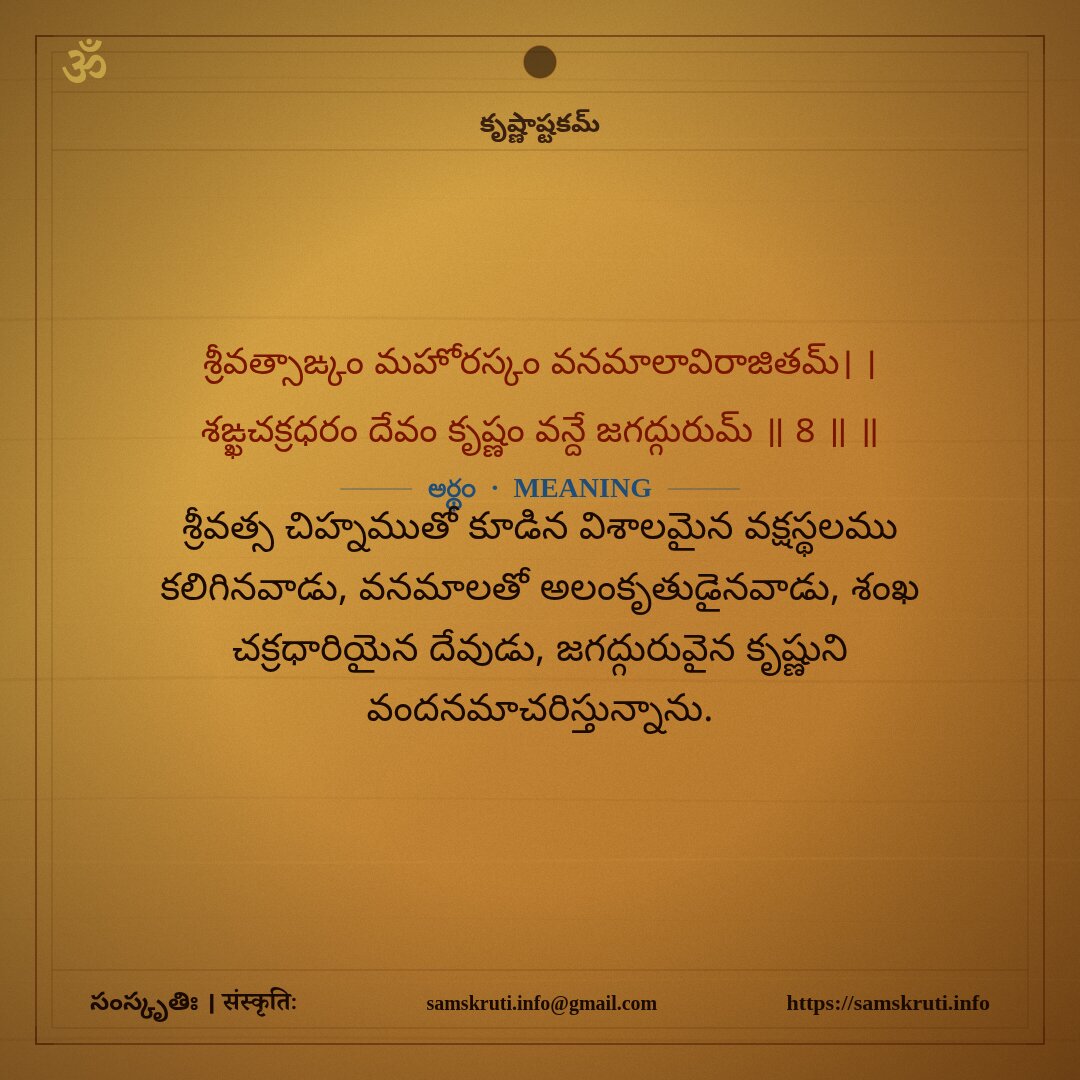 ॐ
కృష్ణాష్టకమ్
శ్రీవత్సాఙ్కం మహోరస్కం వనమాలావిరాజితమ్। ।
శఙ్ఖచక్రధరం దేవం కృష్ణం వన్దే జగద్గురుమ్ ॥ 8 ॥ ॥
అర్థం · MEANING
శ్రీవత్స చిహ్నముతో కూడిన విశాలమైన వక్షస్థలము
కలిగినవాడు, వనమాలతో అలంకృతుడైనవాడు, శంఖ
చక్రధారియైన దేవుడు, జగద్గురువైన కృష్ణుని
వందనమాచరిస్తున్నాను.
సంస్కృతిః | संस्कृतिः samskruti.info@gmail.com https://samskruti.info